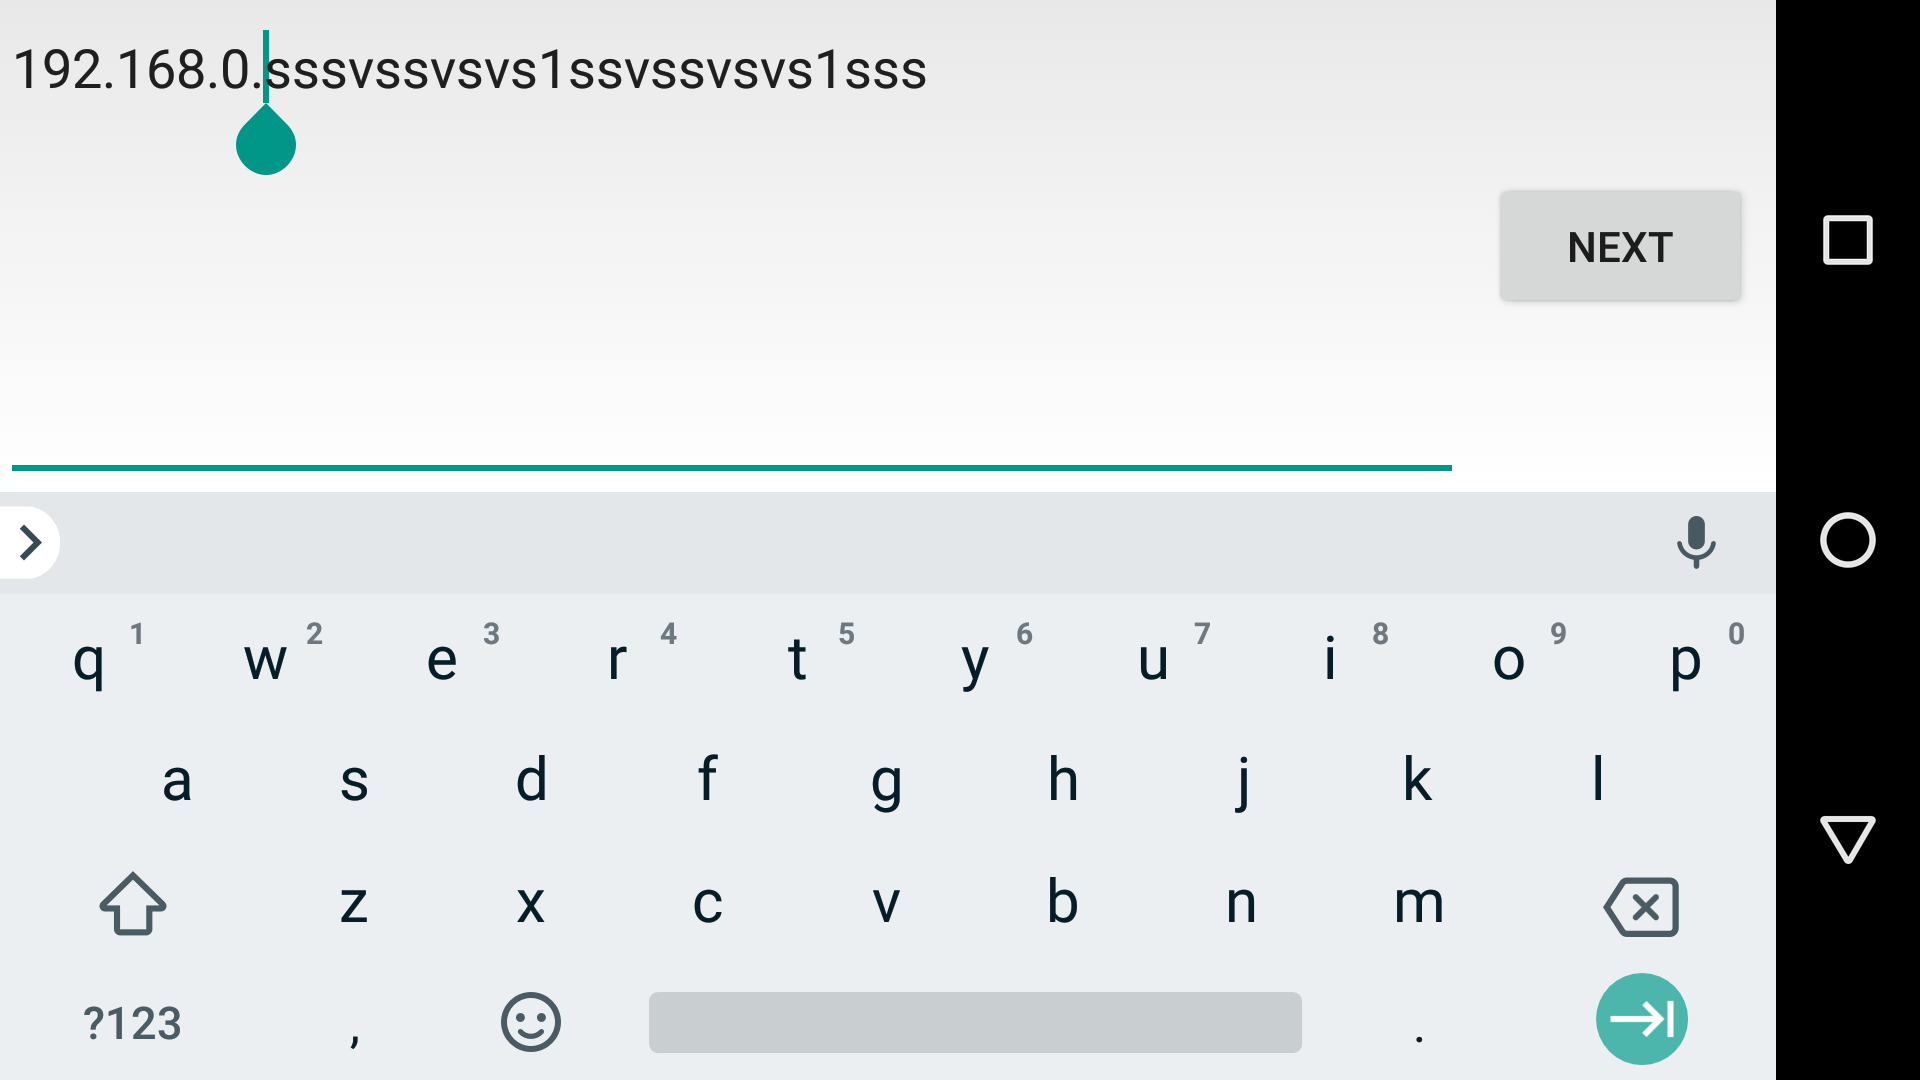 192.168.0.sssvssvsvs1ssvssvsvs1sss
NEXT
q 1 w 2 e 3 r 4 t 5 y 6 u 7 i 8 o 9 p 0
a s d f g h j k l
z x c v b n m
?123 , .